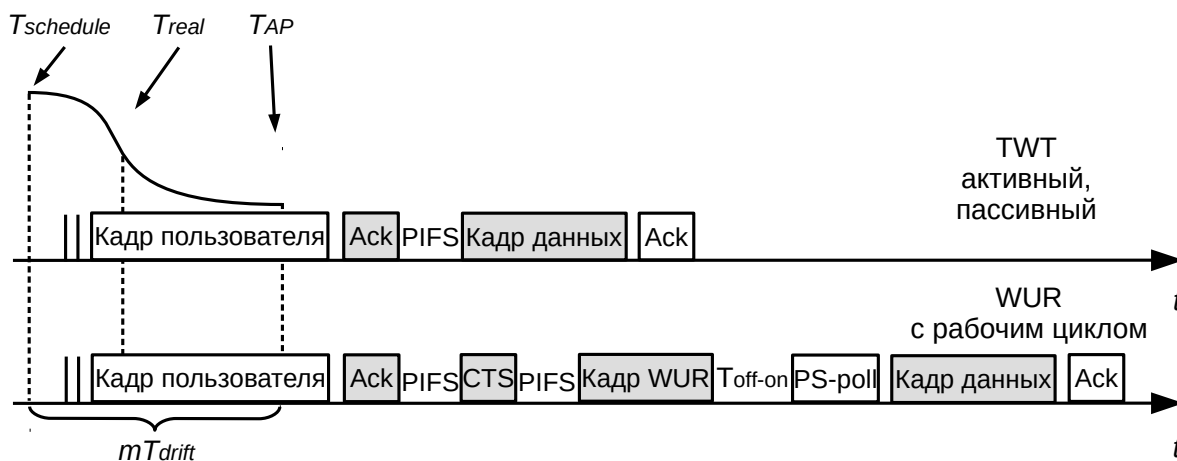 Tschedule Treal TAP
TWT
активный,
пассивный
Кадр пользователя Ack PIFS Кадр данных Ack
t
WUR
с рабочим циклом
Кадр пользователя Ack PIFS CTS PIFS Кадр WUR Toff-on PS-poll Кадр данных Ack
mTdrift
t